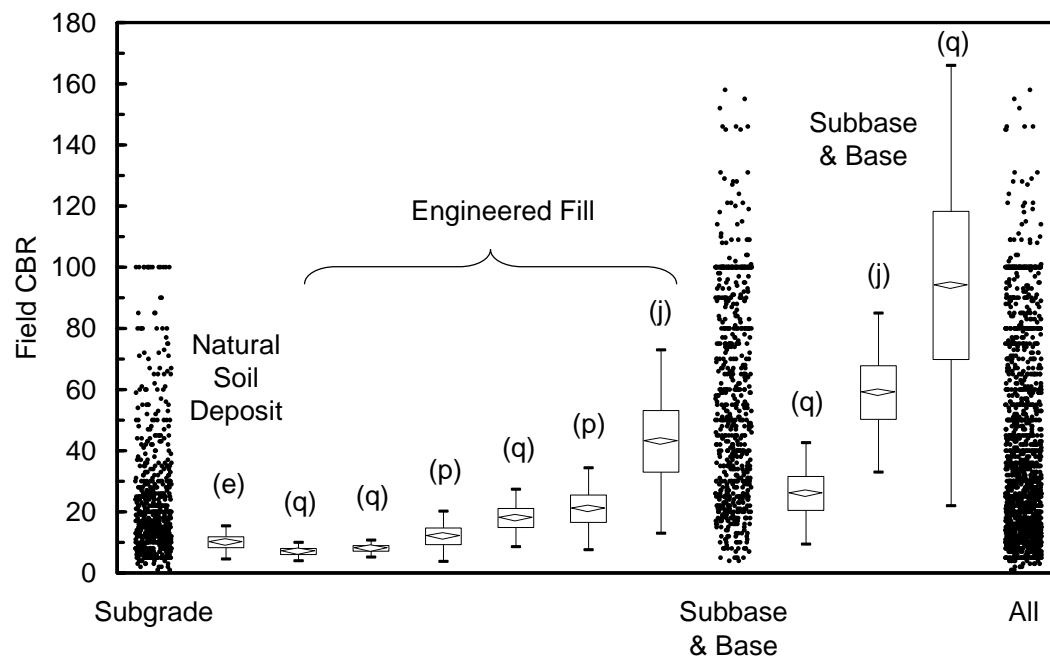 180
160
140
120
100
80
60
40
20
0
Field CBR
Natural
Soil
Deposit
Engineered Fill
Subbase
& Base
(e)
(q)
(q)
(p)
(q)
(p)
(j)
(q)
(j)
(q)
Subgrade
Subbase
& Base
All